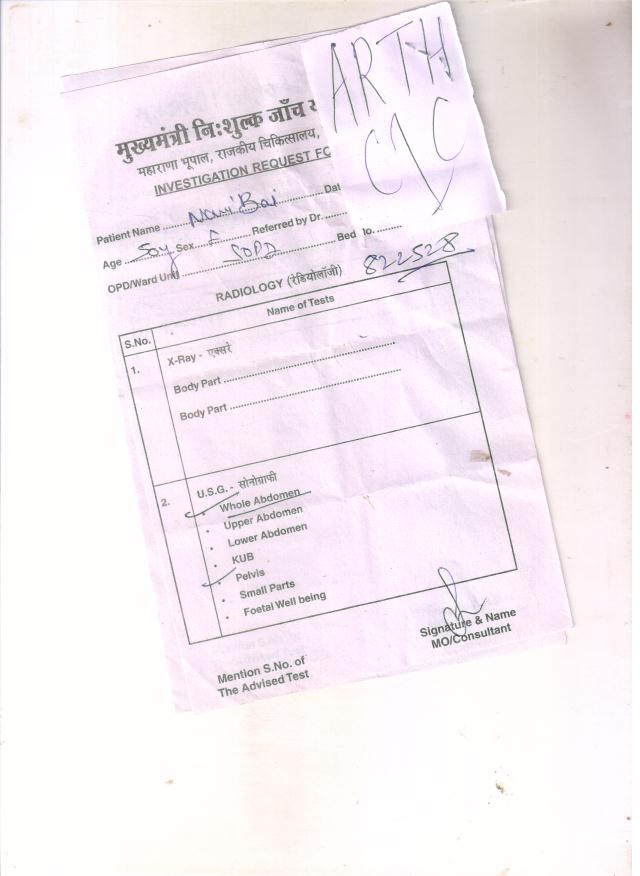 ARTH
C/C
मुख्यमंत्री नि:शुल्क जाँच
महाराणा भूपाल, राजकीय चिकित्सालय,
INVESTIGATION REQUEST FO
Patient Name ........ Bai ........ Dat
Age ........ Sex ........ Referred by Dr. ........
OPD/Ward Unit ........ SOPD ........ Bed No. ........
RADIOLOGY (रेडियोलॉजी) 822528
S.No. Name of Tests
1. X-Ray - एक्सरे
Body Part ........
Body Part ........
2. U.S.G. - सोनोग्राफी
• Whole Abdomen
• Upper Abdomen
• Lower Abdomen
• KUB
• Pelvis
• Small Parts
• Foetal Well being
Signature & Name
MO/Consultant
Mention S.No. of
The Advised Test